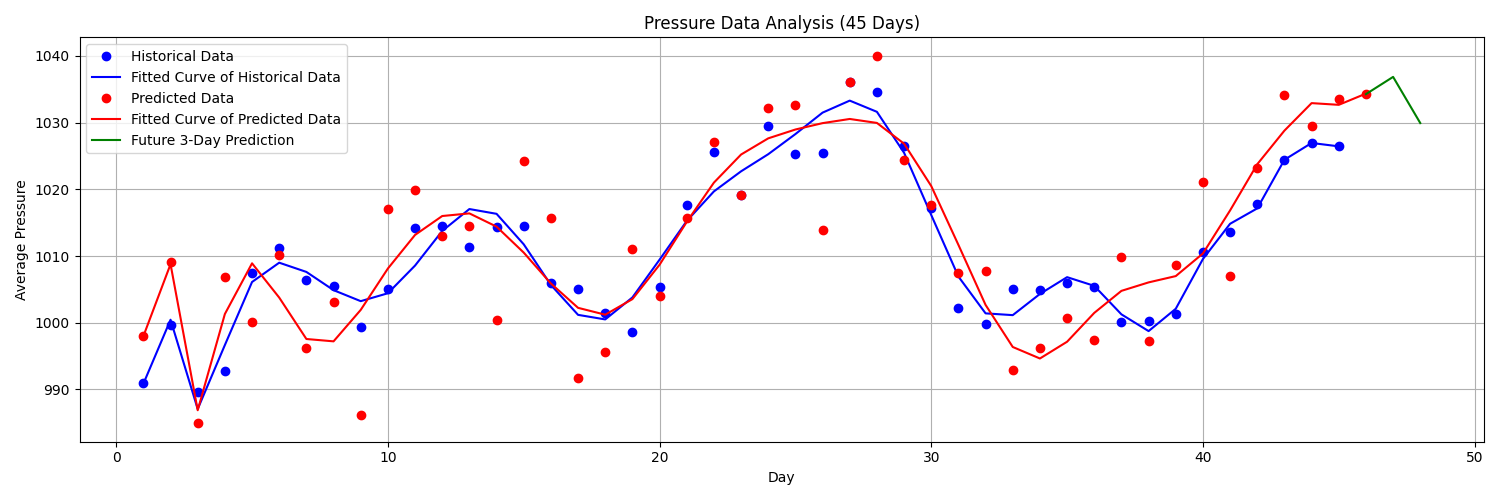 Pressure Data Analysis (45 Days)
Historical Data
Fitted Curve of Historical Data
Predicted Data
Fitted Curve of Predicted Data
Future 3-Day Prediction
Average Pressure
1040
1030
1020
1010
1000
990
0 10 20 30 40 50
Day